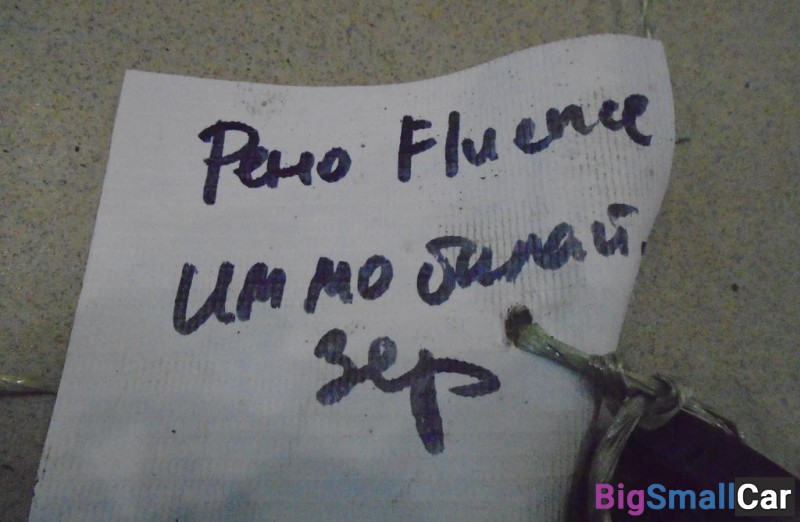 Рено Fluence
иммобилай
зер
BigSmallCar